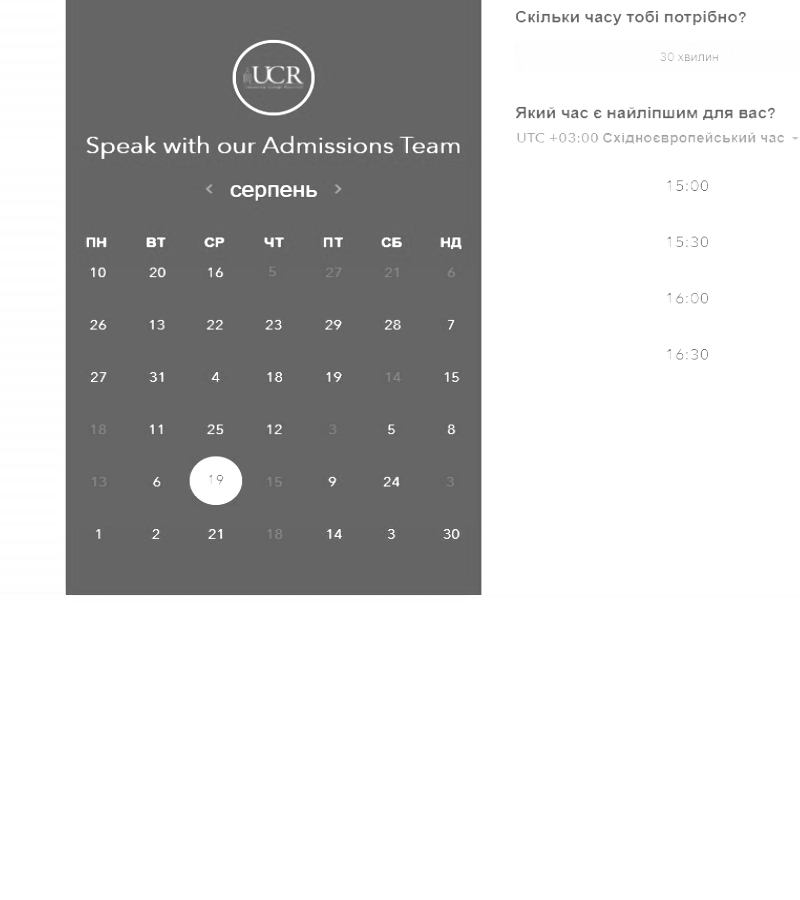 UCR
Speak with our Admissions Team
< серпень >
ПН ВТ СР ЧТ ПТ СБ НД
10 20 16 5 27 21 6
26 13 22 23 29 28 7
27 31 4 18 19 14 15
18 11 25 12 3 5 8
13 6 19 15 9 24 3
1 2 21 18 14 3 30
Скільки часу тобі потрібно?
30 хвилин
Який час є найліпшим для вас?
UTC +03:00 Східноєвропейський час
15:00
15:30
16:00
16:30